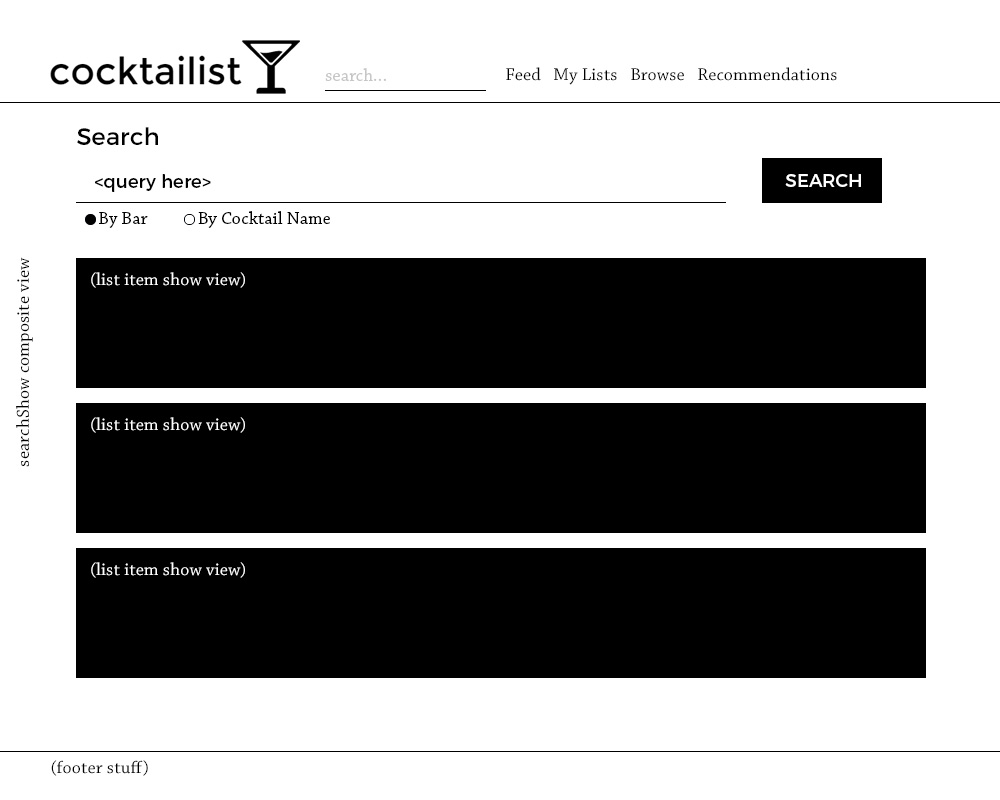 cocktailist
search...
Feed My Lists Browse Recommendations
Search
<query here>
SEARCH
By Bar By Cocktail Name
searchShow composite view
(list item show view)
(list item show view)
(list item show view)
(footer stuff)